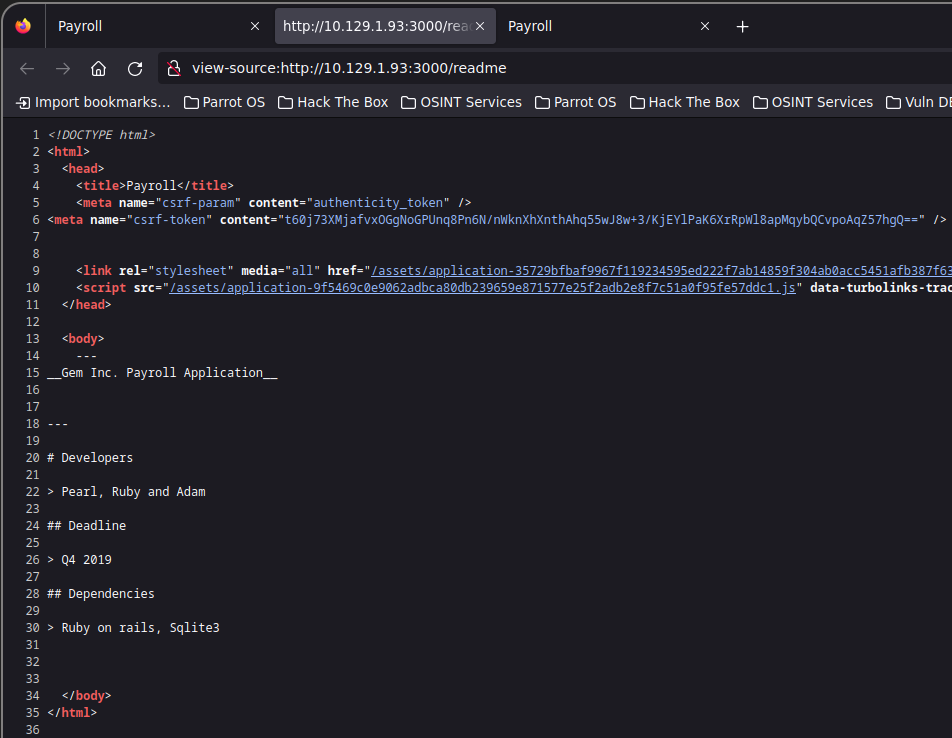 Payroll
http://10.129.1.93:3000/rea
Payroll
view-source:http://10.129.1.93:3000/readme
Import bookmarks... Parrot OS Hack The Box OSINT Services Parrot OS Hack The Box OSINT Services Vuln DB
1 <!DOCTYPE html>
2 <html>
3 <head>
4 <title>Payroll</title>
5 <meta name="csrf-param" content="authenticity_token" />
6 <meta name="csrf-token" content="t60j73XMjafvxOGgNoGPUnq8Pn6N/nWknXhXnthAhq55wJ8w+3/KjEYlPaK6XrRpWl8apMqybQCvpoAqZ57hgQ==" />
7
8
9 <link rel="stylesheet" media="all" href="/assets/application-35729bfbaf9967f119234595ed222f7ab14859f304ab0acc5451afb387f63
10 <script src="/assets/application-9f5469c0e9062adbca80db239659e871577e25f2adb2e8f7c51a0f95fe57ddc1.js" data-turbolinks-trac
11 </head>
12
13 <body>
14 ---
15 __Gem Inc. Payroll Application__
16
17
18 ---
19
20 # Developers
21
22 > Pearl, Ruby and Adam
23
24 ## Deadline
25
26 > Q4 2019
27
28 ## Dependencies
29
30 > Ruby on rails, Sqlite3
31
32
33
34 </body>
35 </html>
36